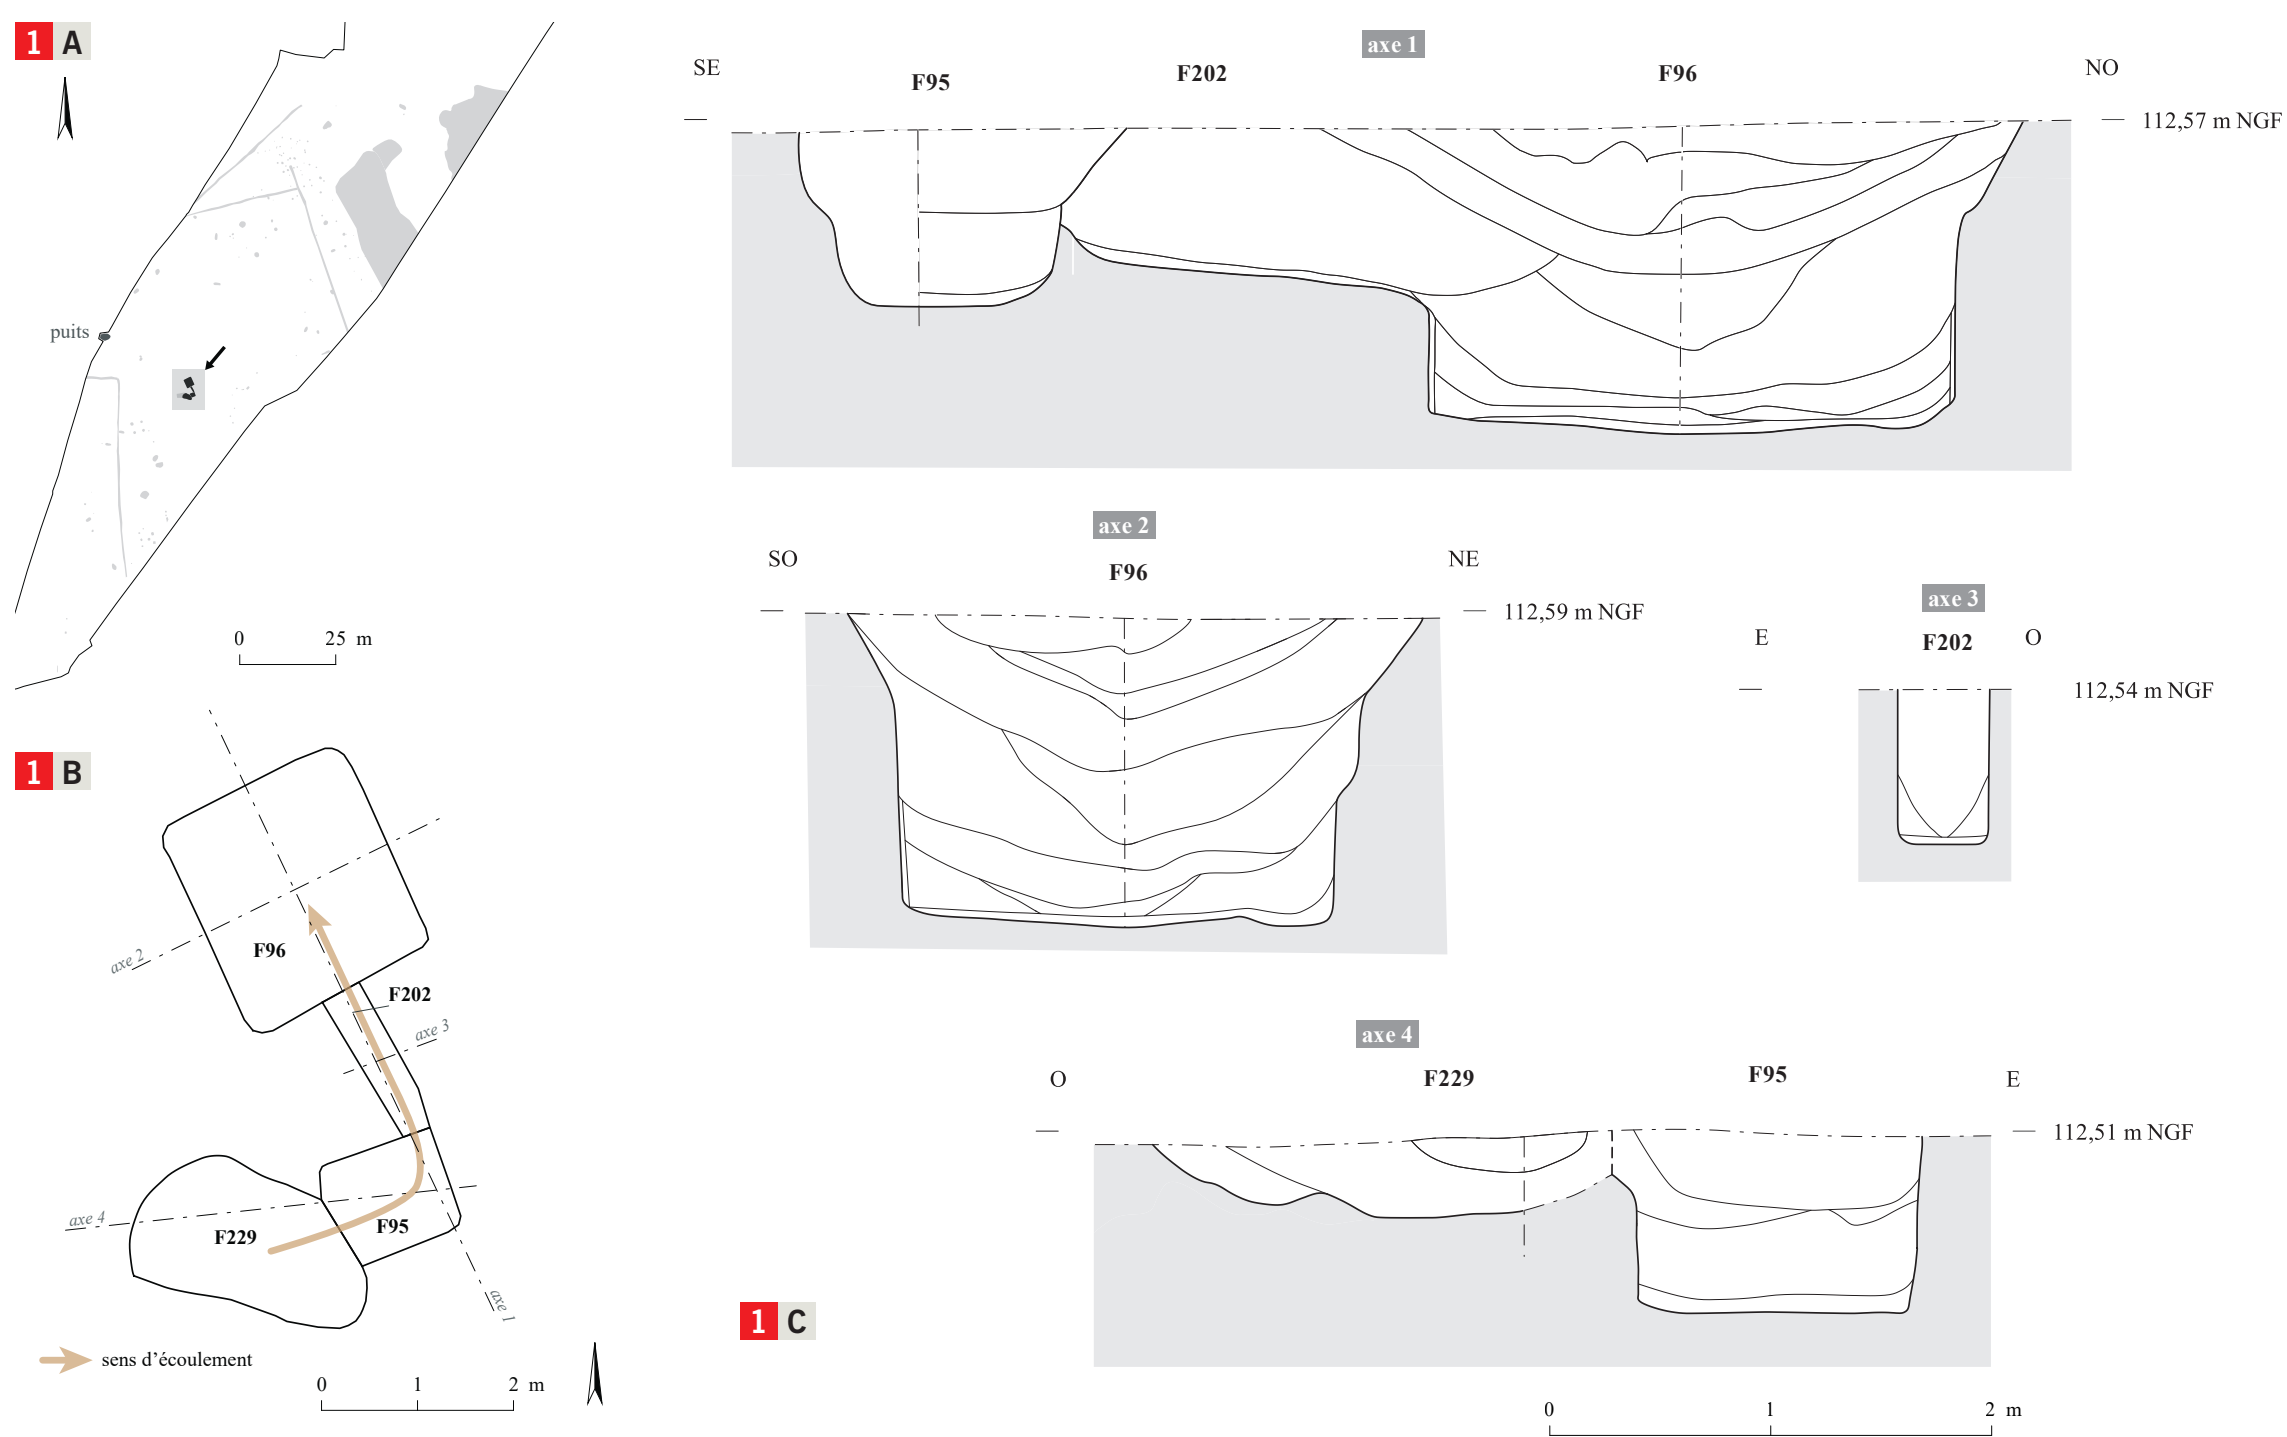 1 A
puits
0 25 m
1 B
axe 2
F96
F202
axe 3
axe 4
F229
F95
axe 1
sens d'écoulement
0 1 2 m
axe 1
SE F95 F202 F96 NO
112,57 m NGF
axe 2
SO F96 NE
112,59 m NGF
axe 3
E F202 O
112,54 m NGF
axe 4
O F229 F95 E
112,51 m NGF
1 C
0 1 2 m